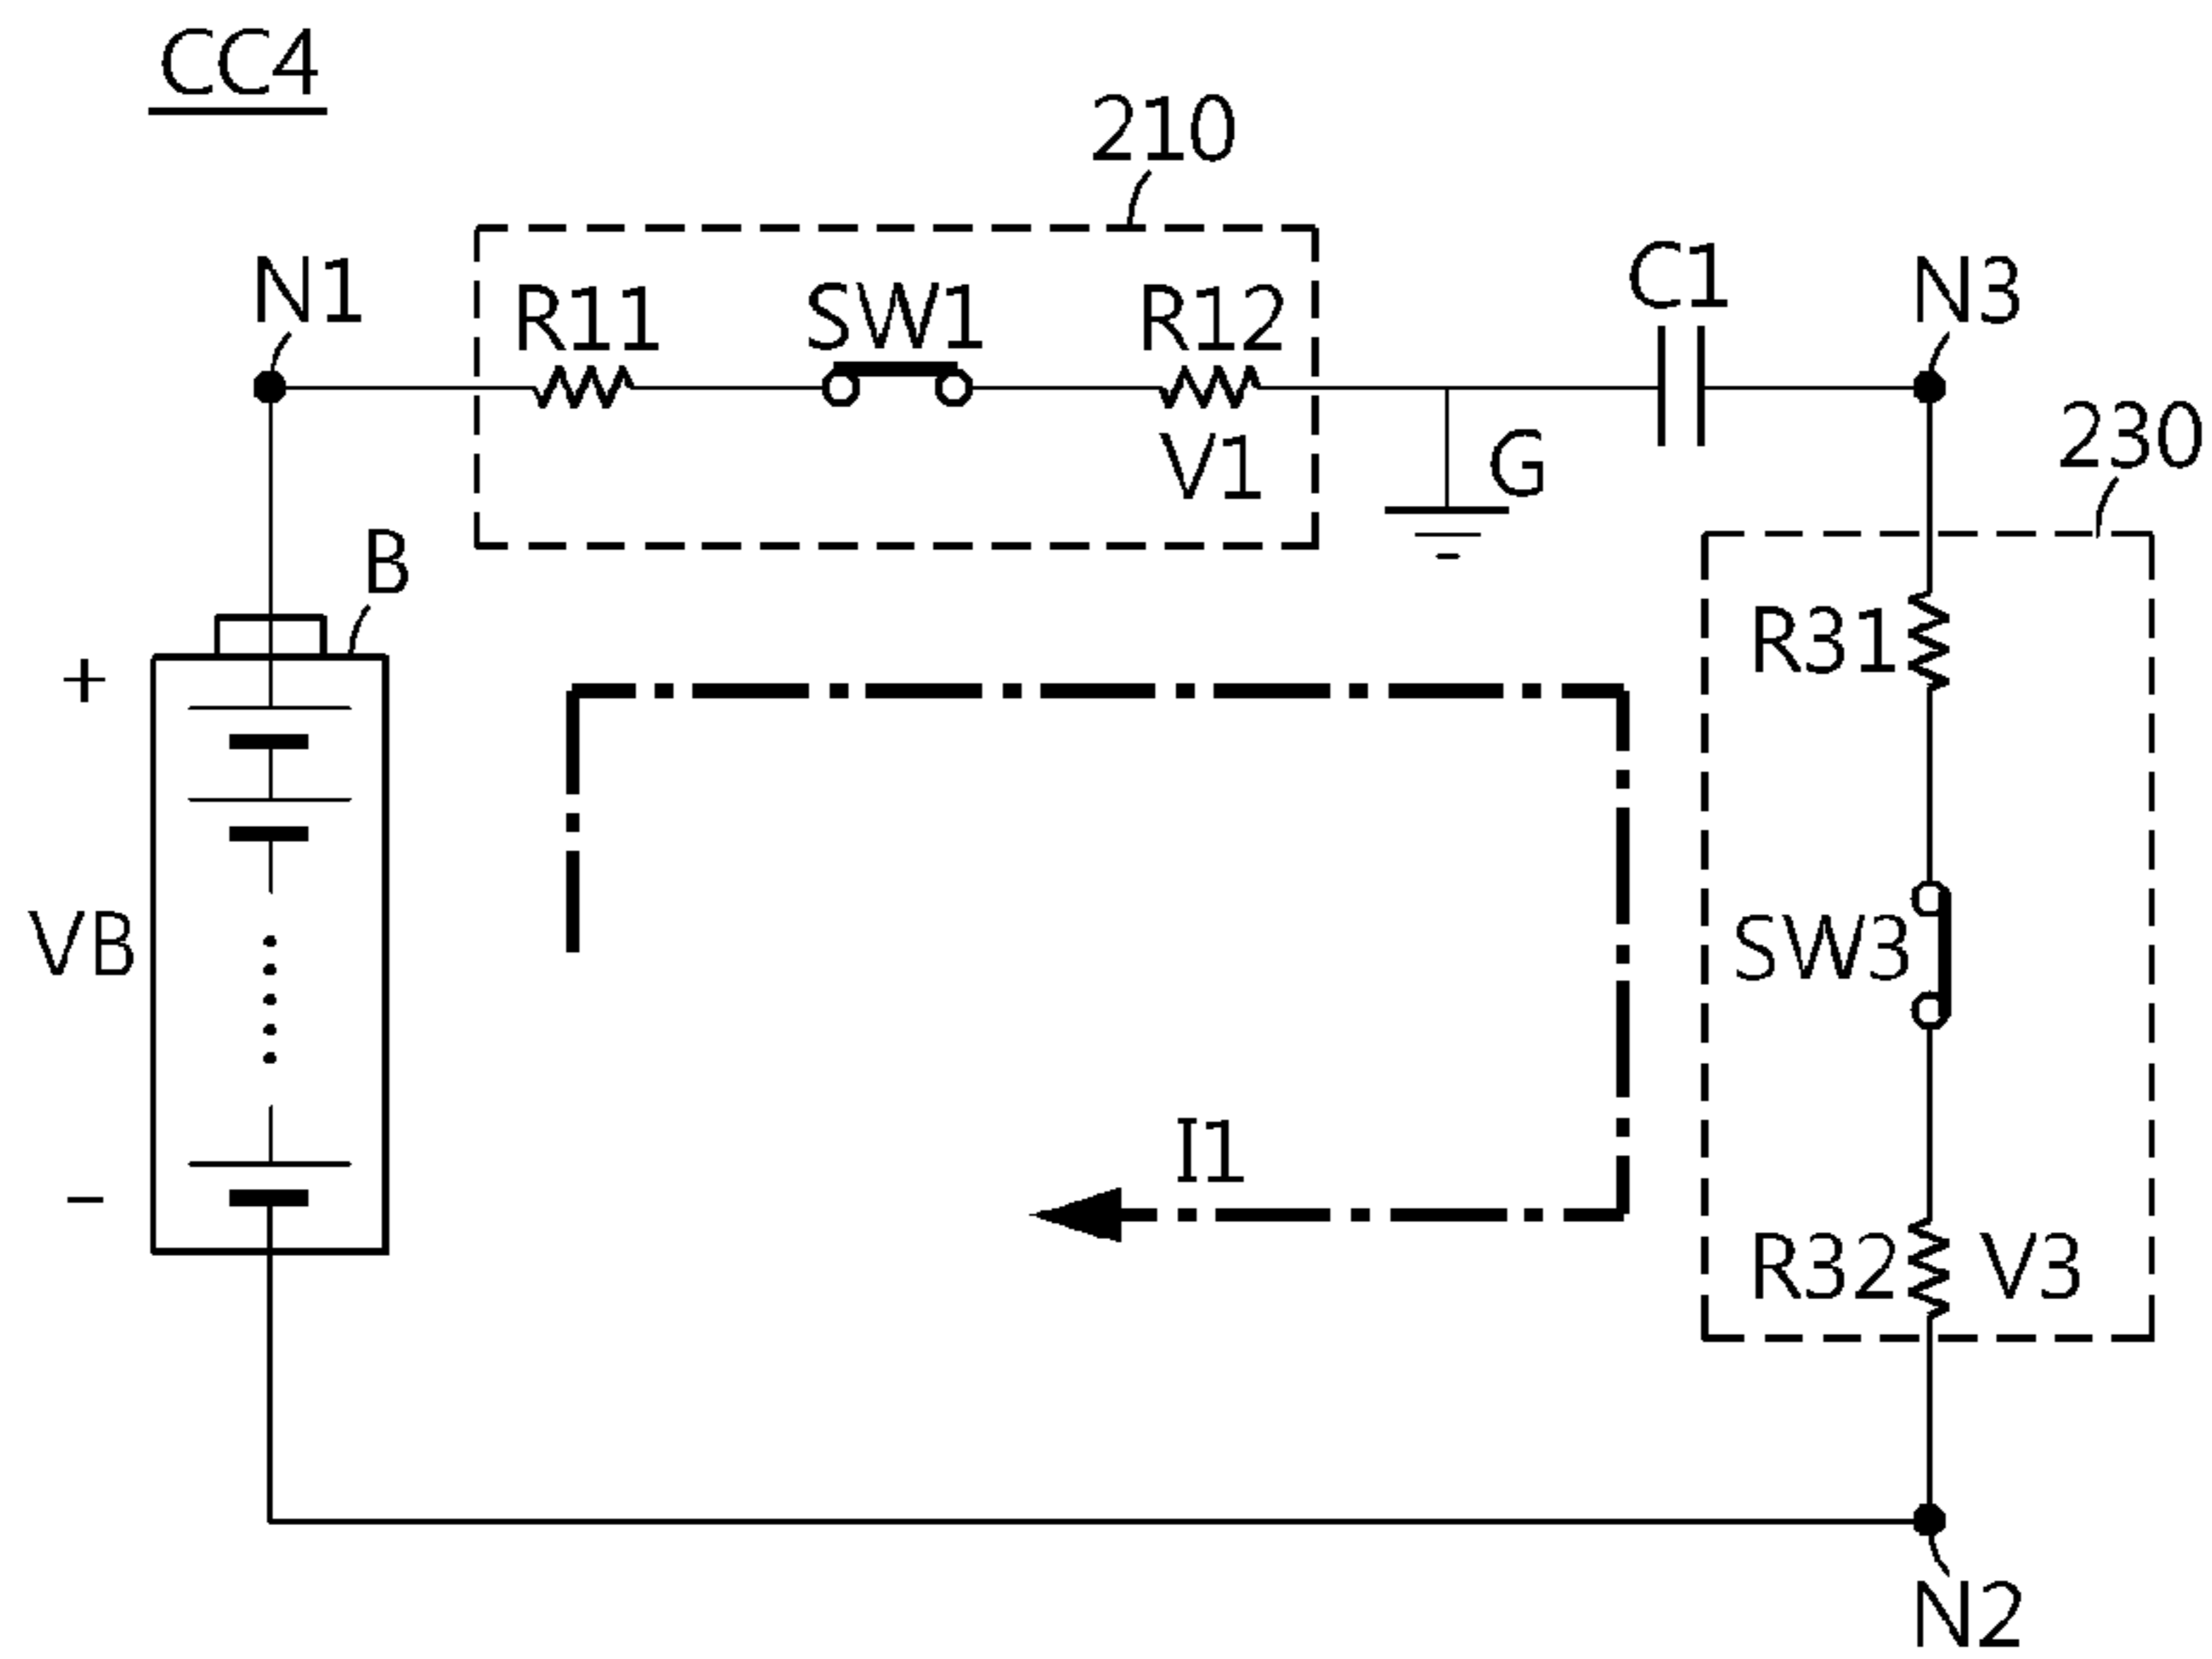 CC4
210
N1
R11
SW1
R12
C1
N3
V1
G
230
B
+
R31
VB
SW3
I1
−
R32
V3
N2